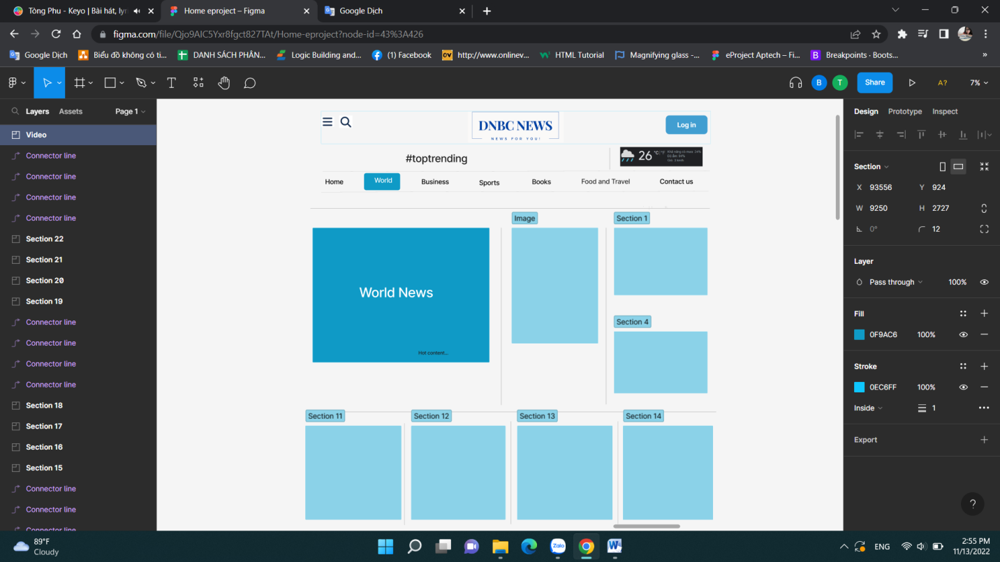 Tòng Phu - Keyo | Bài hát, lyr
Home eproject – Figma
Google Dịch
figma.com/file/Qjo9AIC5Yxr8fgct827TAt/Home-eproject?node-id=43%3A426
Google Dịch
Biểu đồ không có ti...
DANH SÁCH PHÂN...
Logic Building and...
(1) Facebook
http://www.onlinev...
HTML Tutorial
Magnifying glass -...
eProject Aptech – Fi...
Breakpoints · Boots...
»
B
T
Share
A?
7%
Layers
Assets
Page 1
Video
Connector line
Connector line
Connector line
Connector line
Section 22
Section 21
Section 20
Section 19
Connector line
Connector line
Connector line
Connector line
Section 18
Section 17
Section 16
Section 15
Connector line
Connector line
Connector line
DNBC NEWS
NEWS FOR YOU!
Log in
#toptrending
26 °C|°F
Home
World
Business
Sports
Books
Food and Travel
Contact us
World News
Hot content...
Image
Section 1
Section 4
Section 11
Section 12
Section 13
Section 14
Design
Prototype
Inspect
Section
X 93556
Y 924
W 9250
H 2727
0°
12
Layer
Pass through
100%
Fill
0F9AC6
100%
Stroke
0EC6FF
100%
Inside
1
Export
?
89°F
Cloudy
Zalo
ENG
2:55 PM
11/13/2022